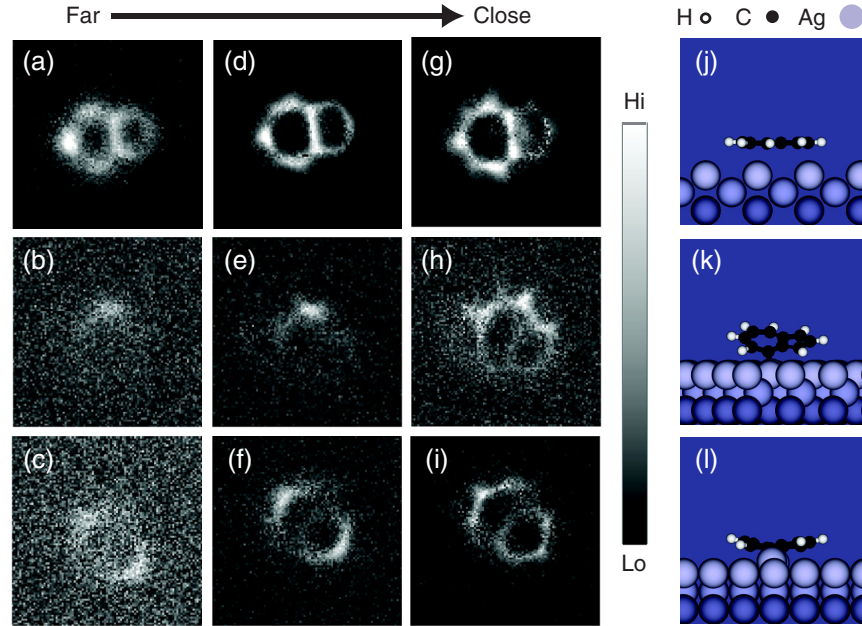 Far Close H C Ag
(a) (d) (g) Hi (j)
(b) (e) (h) (k)
(c) (f) (i) (l)
Lo